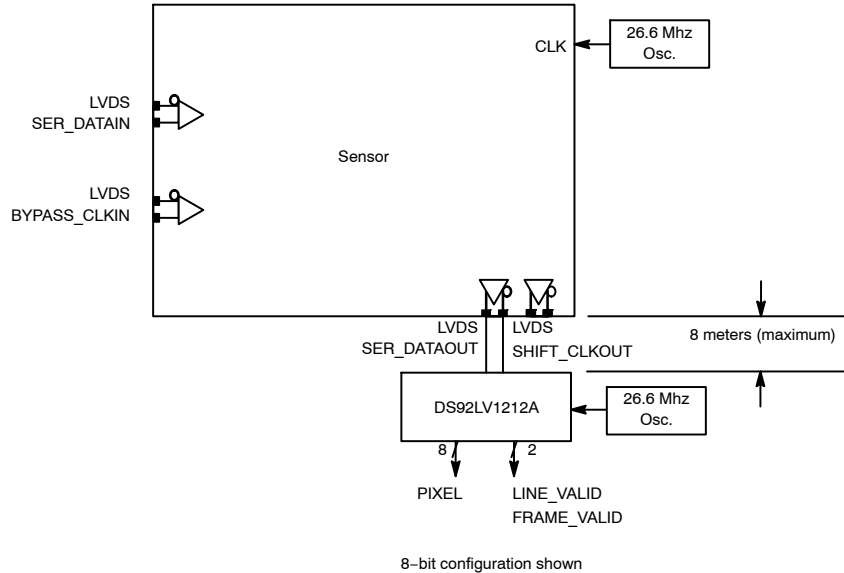 CLK
26.6 Mhz
Osc.
LVDS
SER_DATAIN
Sensor
LVDS
BYPASS_CLKIN
LVDS
SER_DATAOUT
LVDS
SHIFT_CLKOUT
8 meters (maximum)
DS92LV1212A
26.6 Mhz
Osc.
8
2
PIXEL
LINE_VALID
FRAME_VALID
8−bit configuration shown